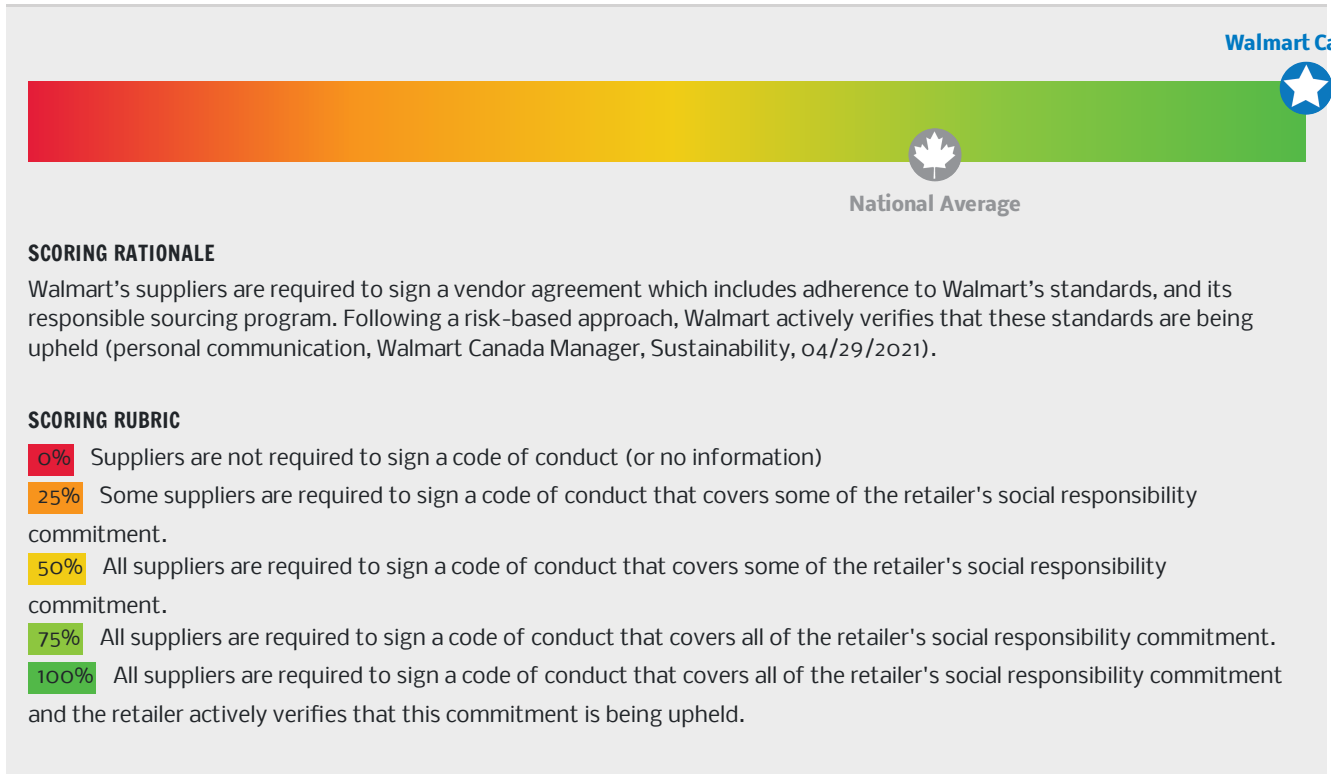 Walmart Ca
National Average
SCORING RATIONALE
Walmart's suppliers are required to sign a vendor agreement which includes adherence to Walmart's standards, and its
responsible sourcing program. Following a risk-based approach, Walmart actively verifies that these standards are being
upheld (personal communication, Walmart Canada Manager, Sustainability, 04/29/2021).
SCORING RUBRIC
0% Suppliers are not required to sign a code of conduct (or no information)
25% Some suppliers are required to sign a code of conduct that covers some of the retailer's social responsibility
commitment.
50% All suppliers are required to sign a code of conduct that covers some of the retailer's social responsibility
commitment.
75% All suppliers are required to sign a code of conduct that covers all of the retailer's social responsibility commitment.
100% All suppliers are required to sign a code of conduct that covers all of the retailer's social responsibility commitment
and the retailer actively verifies that this commitment is being upheld.